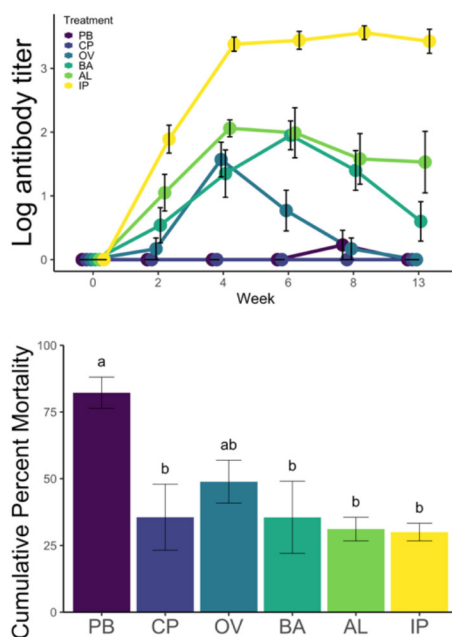 Treatment
PB
CP
OV
BA
AL
IP
Log antibody titer
3
2
1
0
0 2 4 6 8 13
Week
Cumulative Percent Mortality
100
75
50
25
0
a
b
ab
b
b
b
PB CP OV BA AL IP